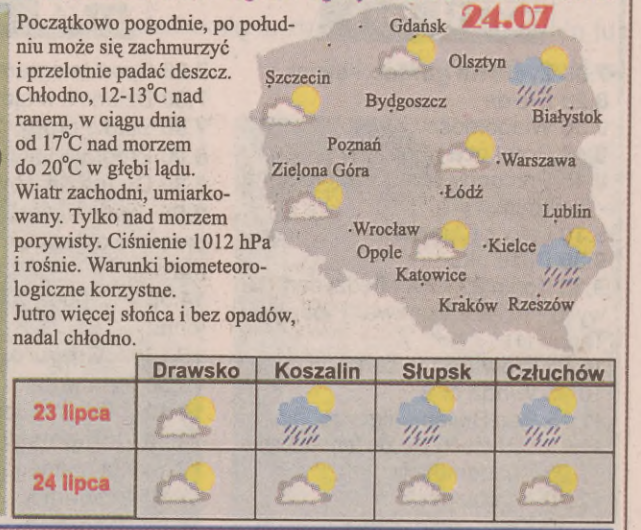 Początkowo pogodnie, po połud-
niu może się zachmurzyć
i przelotnie padać deszcz.
Chłodno, 12-13°C nad
ranem, w ciągu dnia
od 17°C nad morzem
do 20°C w głębi lądu.
Wiatr zachodni, umiarko-
wany. Tylko nad morzem
porywisty. Ciśnienie 1012 hPa
i rośnie. Warunki biometeoro-
logiczne korzystne.
Jutro więcej słońca i bez opadów,
nadal chłodno.
24.07
Gdańsk
Olsztyn
Szczecin
Bydgoszcz
Białystok
Poznań
Warszawa
Zielona Góra
Łódź
Lublin
Wrocław
Opole
Kielce
Katowice
Kraków Rzeszów
Drawsko Koszalin Słupsk Człuchów
23 lipca
24 lipca